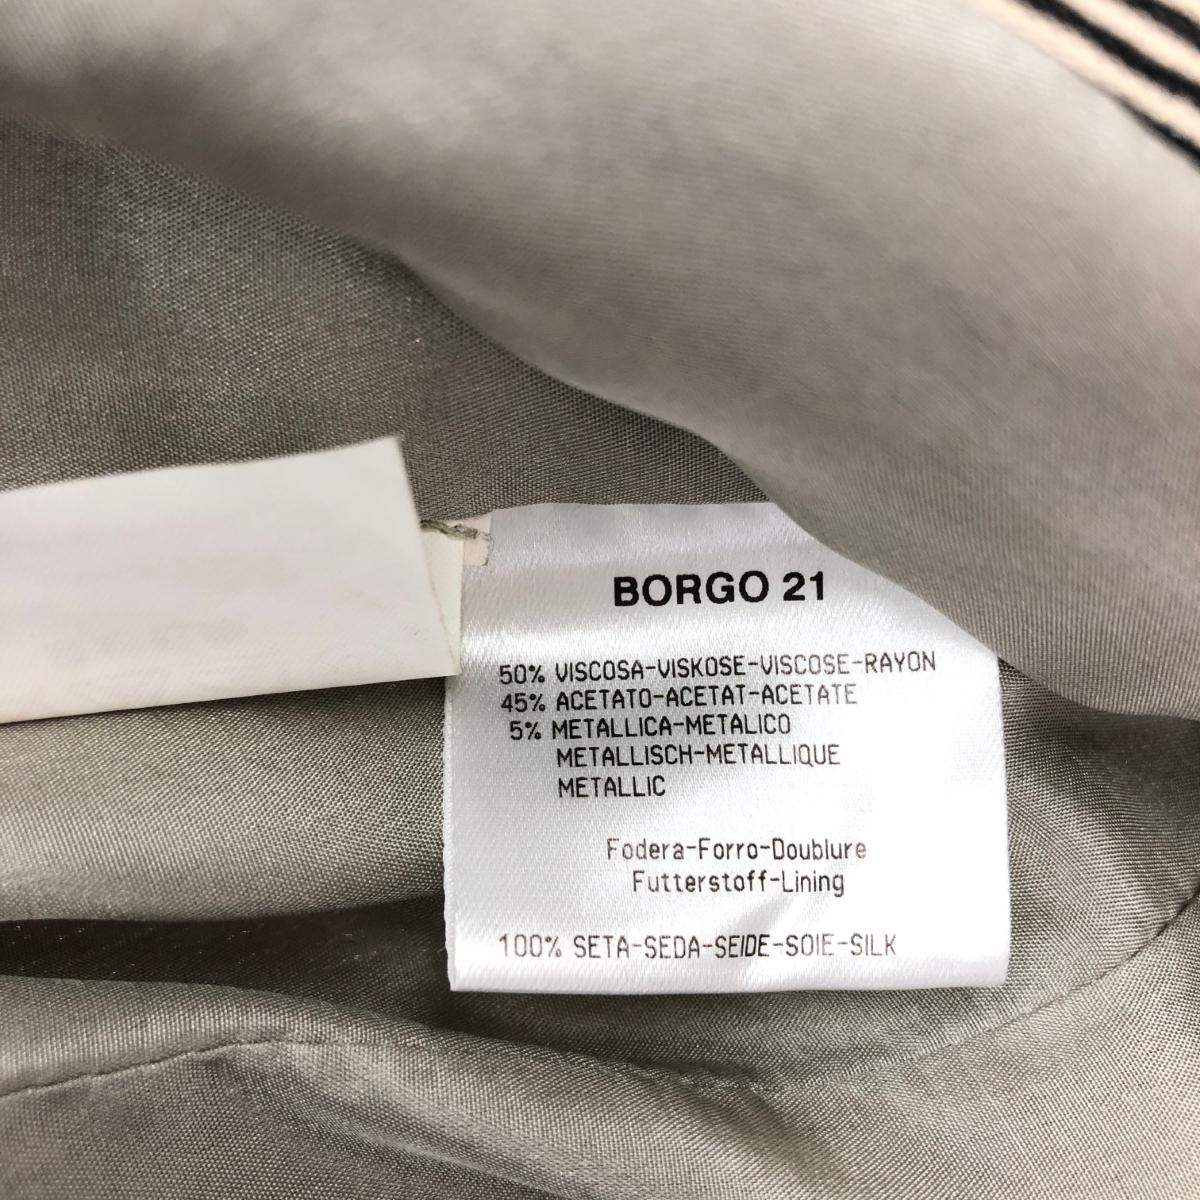 BORGO 21
50% VISCOSA-VISKOSE-VISCOSE-RAYON
45% ACETATO-ACETAT-ACETATE
5% METALLICA-METALICO
METALLISCH-METALLIQUE
METALLIC
Fodera-Forro-Doublure
Futterstoff-Lining
100% SETA-SEDA-SEIDE-SOIE-SILK